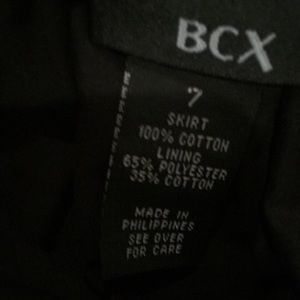 BCX
7
SKIRT
100% COTTON
LINING
65% POLYESTER
35% COTTON
MADE IN
PHILIPPINES
SEE OVER
FOR CARE